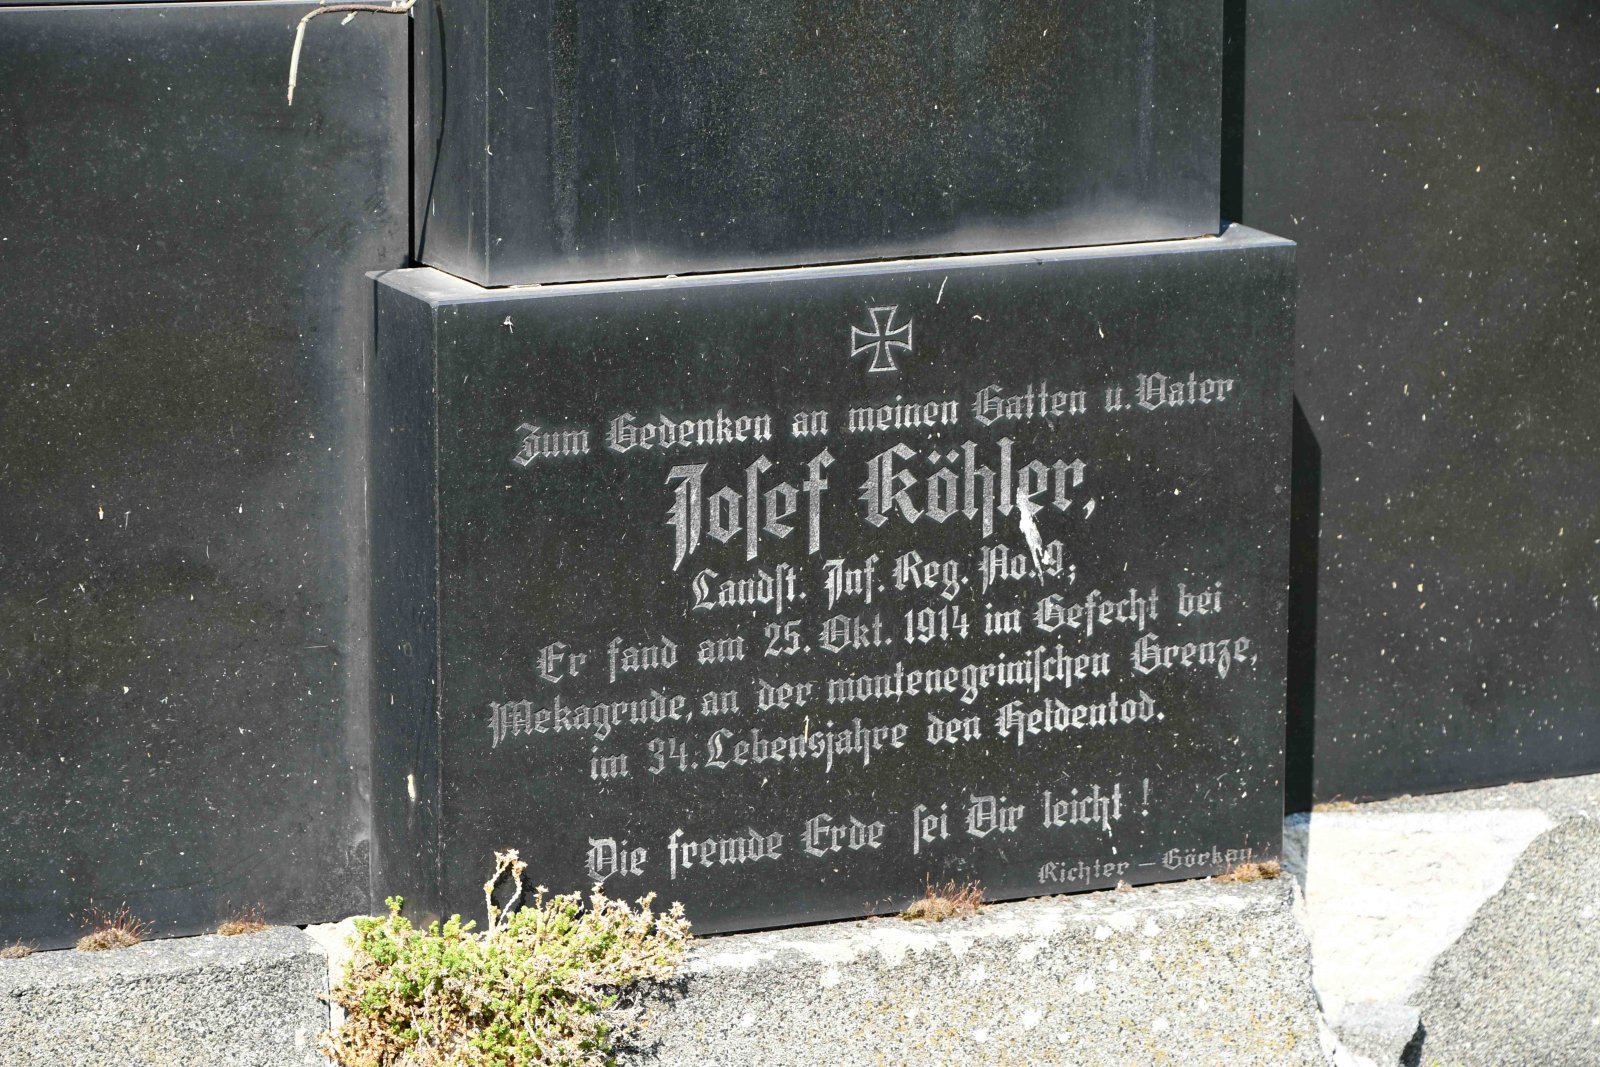 Zum Gedenken an meinen Gatten u. Vater
Josef Köhler,
Landst. Inf. Reg. No. 9,
Er fand am 25. Okt. 1914 im Gefecht bei
Mekagrude, an der montenegrinischen Grenze,
im 34. Lebensjahre den Heldentod.
Die fremde Erde sei Dir leicht!
Richter – Görkau